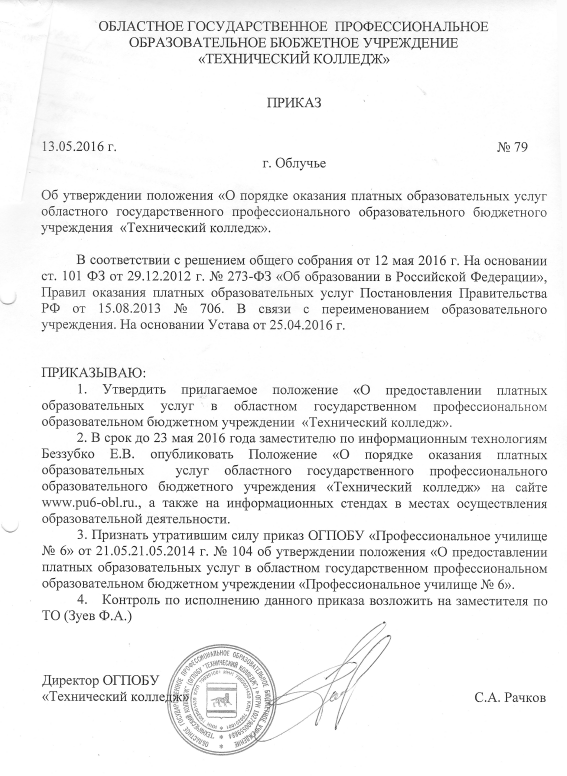 ОБЛАСТНОЕ ГОСУДАРСТВЕННОЕ ПРОФЕССИОНАЛЬНОЕ
ОБРАЗОВАТЕЛЬНОЕ БЮДЖЕТНОЕ УЧРЕЖДЕНИЕ
«ТЕХНИЧЕСКИЙ КОЛЛЕДЖ»
ПРИКАЗ
13.05.2016 г. № 79
г. Облучье
Об утверждении положения «О порядке оказания платных образовательных услуг
областного государственного профессионального образовательного бюджетного
учреждения «Технический колледж».
В соответствии с решением общего собрания от 12 мая 2016 г. На основании
ст. 101 ФЗ от 29.12.2012 г. № 273-ФЗ «Об образовании в Российской Федерации»,
Правил оказания платных образовательных услуг Постановления Правительства
РФ от 15.08.2013 № 706. В связи с переименованием образовательного
учреждения. На основании Устава от 25.04.2016 г.
ПРИКАЗЫВАЮ:
1. Утвердить прилагаемое положение «О предоставлении платных
образовательных услуг в областном государственном профессиональном
образовательном бюджетном учреждении «Технический колледж».
2. В срок до 23 мая 2016 года заместителю по информационным технологиям
Беззубко Е.В. опубликовать Положение «О порядке оказания платных
образовательных услуг областного государственного профессионального
образовательного бюджетного учреждения «Технический колледж» на сайте
www.pu6-obl.ru., а также на информационных стендах в местах осуществления
образовательной деятельности.
3. Признать утратившим силу приказ ОГПОБУ «Профессиональное училище
№ 6» от 21.05.21.05.2014 г. № 104 об утверждении положения «О предоставлении
платных образовательных услуг в областном государственном профессиональном
образовательном бюджетном учреждении «Профессиональное училище № 6».
4. Контроль по исполнению данного приказа возложить на заместителя по
ТО (Зуев Ф.А.)
Директор ОГПОБУ
«Технический колледж» С.А. Рачков